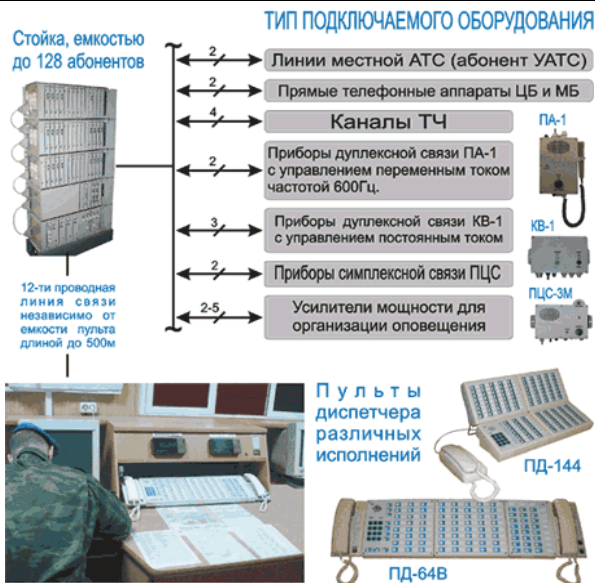 ТИП ПОДКЛЮЧАЕМОГО ОБОРУДОВАНИЯ
Стойка, емкостью
до 128 абонентов
2
Линии местной АТС (абонент УАТС)
2
Прямые телефонные аппараты ЦБ и МБ
4
Каналы ТЧ
2
Приборы дуплексной связи ПА-1
с управлением переменным током
частотой 600Гц.
3
Приборы дуплексной связи КВ-1
с управлением постоянным током
2
Приборы симплексной связи ПЦС
2-5
Усилители мощности для
организации оповещения
ПА-1
КВ-1
ПЦС-3М
12-ти проводная
линия связи
независимо от
емкости пульта
длиной до 500м
Пульты
диспетчера
различных
исполнений
ПД-144
ПД-64В